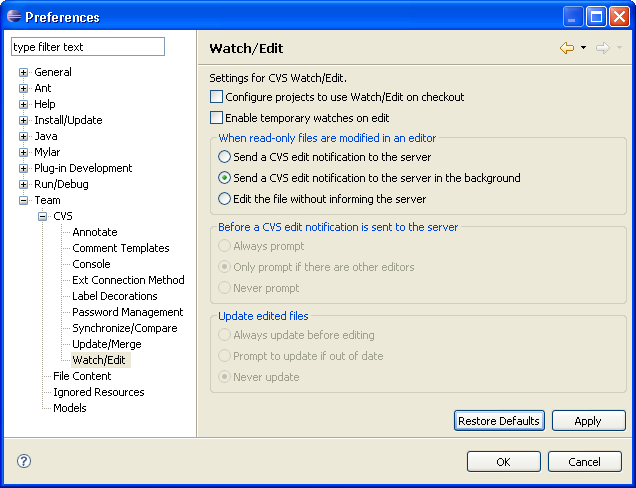 Preferences
type filter text
General
Ant
Help
Install/Update
Java
Mylar
Plug-in Development
Run/Debug
Team
CVS
Annotate
Comment Templates
Console
Ext Connection Method
Label Decorations
Password Management
Synchronize/Compare
Update/Merge
Watch/Edit
File Content
Ignored Resources
Models
Watch/Edit
Settings for CVS Watch/Edit.
Configure projects to use Watch/Edit on checkout
Enable temporary watches on edit
When read-only files are modified in an editor
Send a CVS edit notification to the server
Send a CVS edit notification to the server in the background
Edit the file without informing the server
Before a CVS edit notification is sent to the server
Always prompt
Only prompt if there are other editors
Never prompt
Update edited files
Always update before editing
Prompt to update if out of date
Never update
Restore Defaults
Apply
?
OK
Cancel